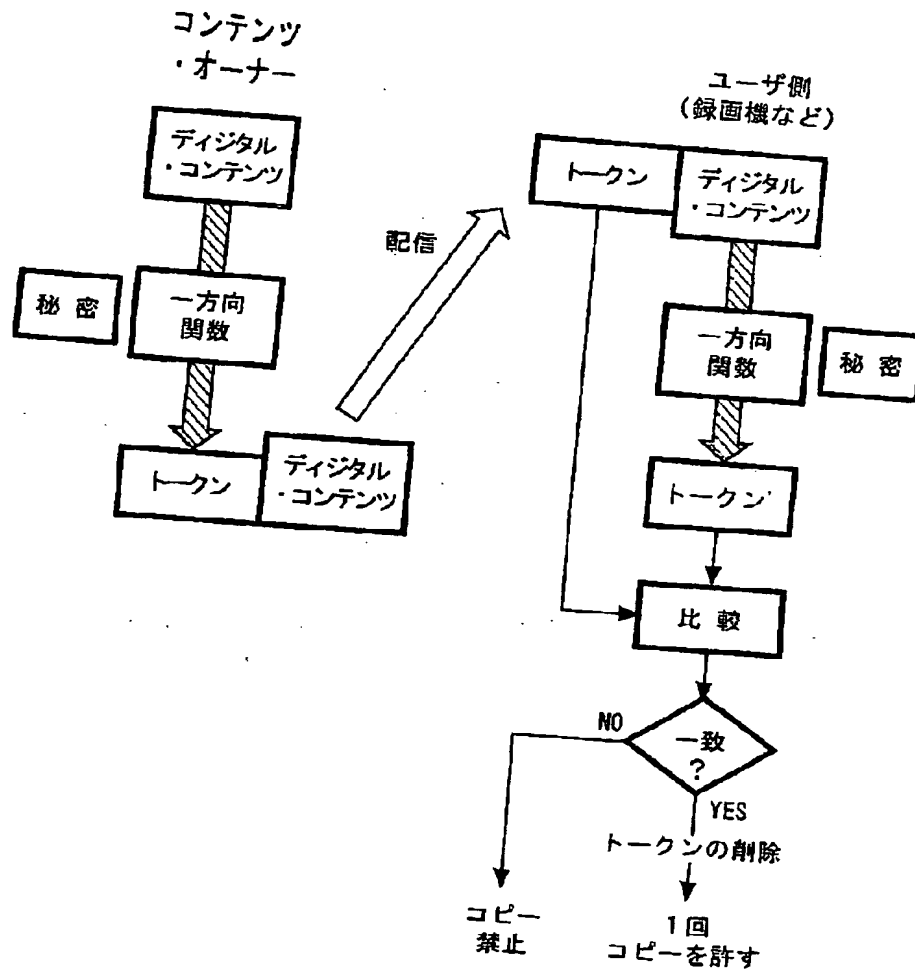 コンテンツ
・オーナー
ディジタル
・コンテンツ
秘密
一方向
関数
トークン
ディジタル
・コンテンツ
配信
ユーザ側
(録画機など)
トークン
ディジタル
・コンテンツ
一方向
関数
秘密
トークン'
比較
一致
?
NO
YES
トークンの削除
コピー
禁止
1回
コピーを許す